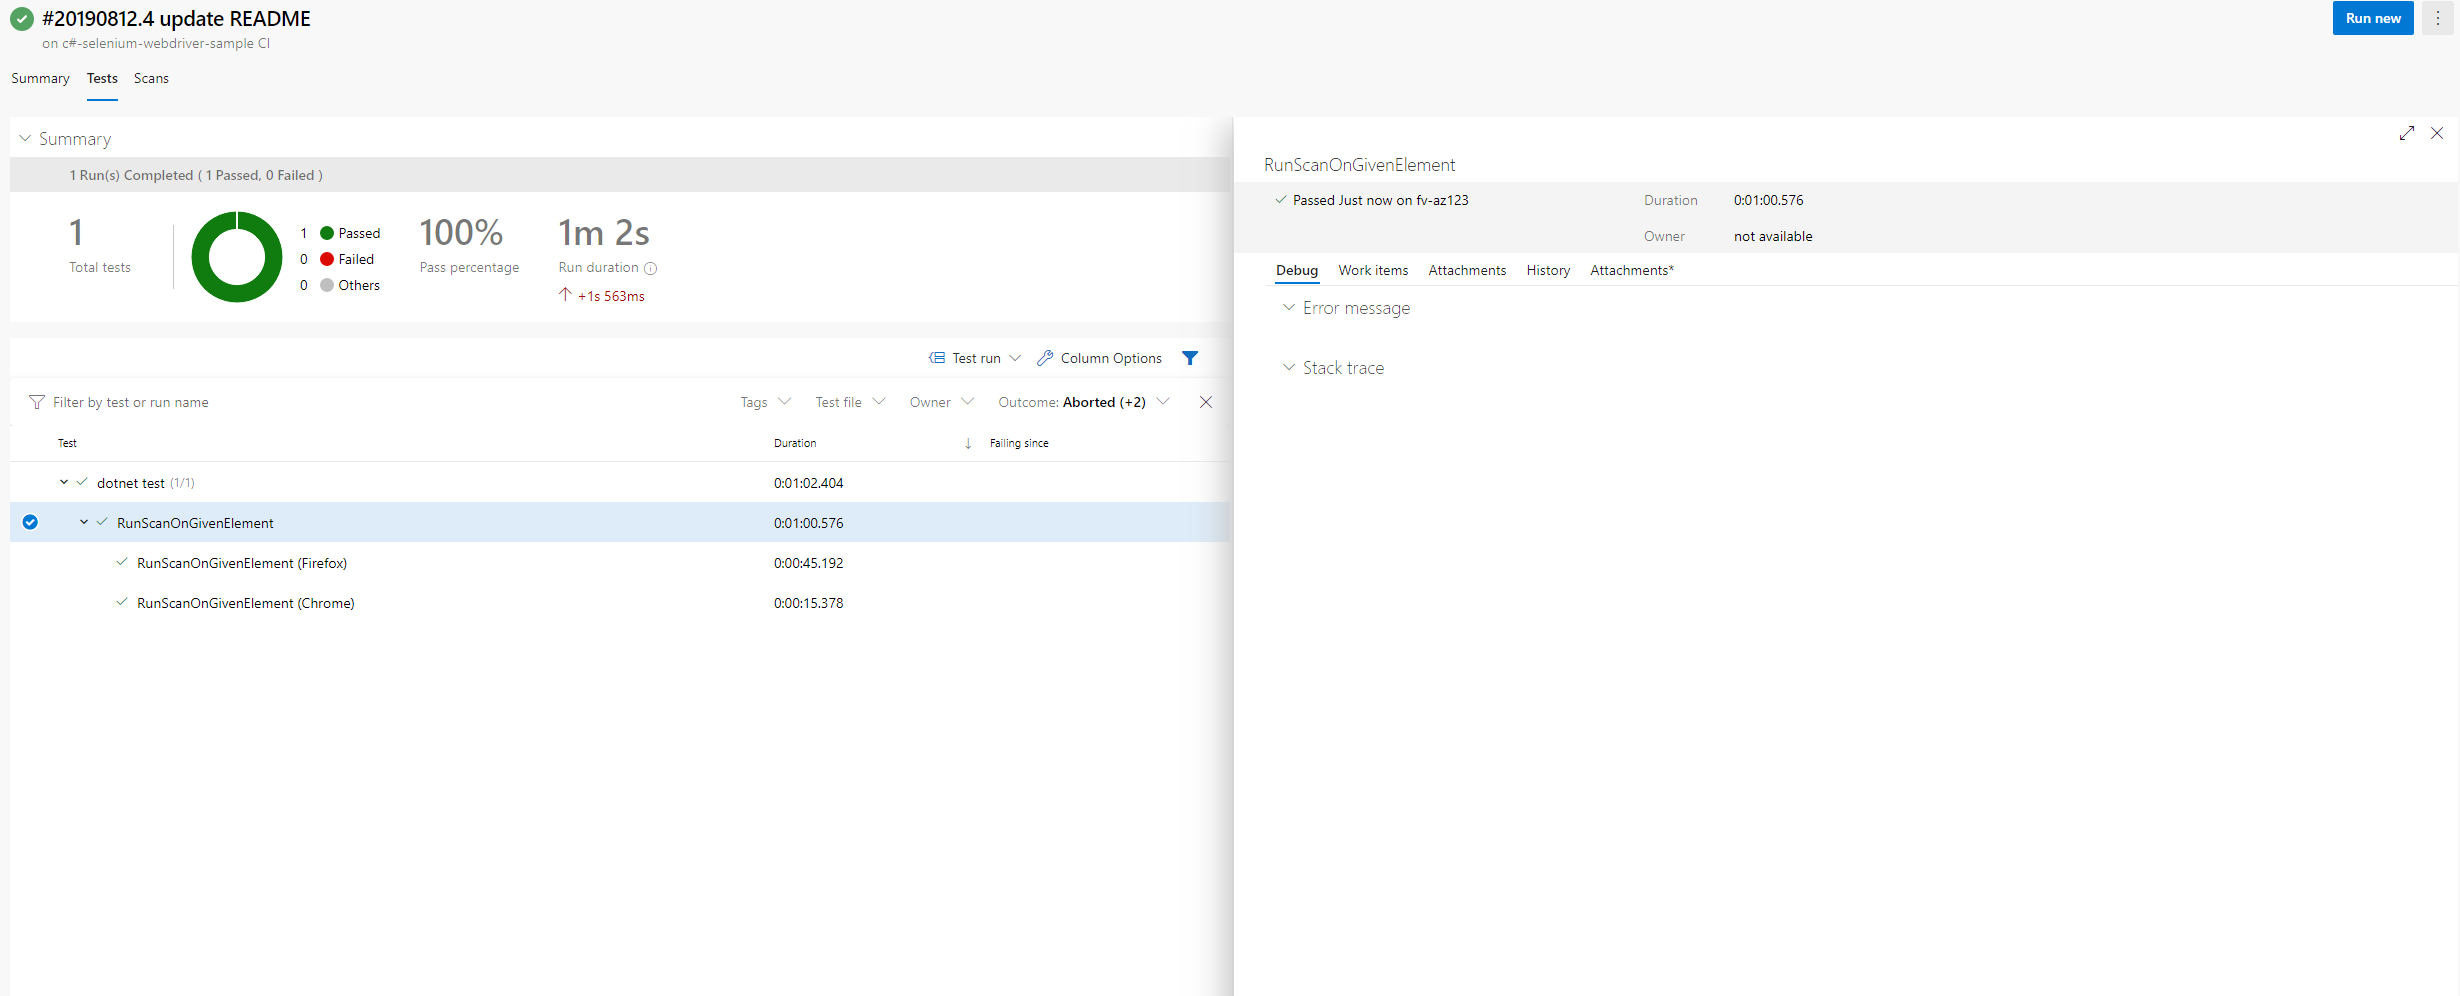 #20190812.4 update README
on c#-selenium-webdriver-sample CI
Run new
Summary Tests Scans
Summary
1 Run(s) Completed ( 1 Passed, 0 Failed )
1
Total tests
1 Passed
0 Failed
0 Others
100%
Pass percentage
1m 2s
Run duration
+1s 563ms
Test run Column Options
Filter by test or run name Tags Test file Owner Outcome: Aborted (+2)
Test Duration Failing since
dotnet test (1/1) 0:01:02.404
RunScanOnGivenElement 0:01:00.576
RunScanOnGivenElement (Firefox) 0:00:45.192
RunScanOnGivenElement (Chrome) 0:00:15.378
RunScanOnGivenElement
Passed Just now on fv-az123 Duration 0:01:00.576
Owner not available
Debug Work items Attachments History Attachments*
Error message
Stack trace